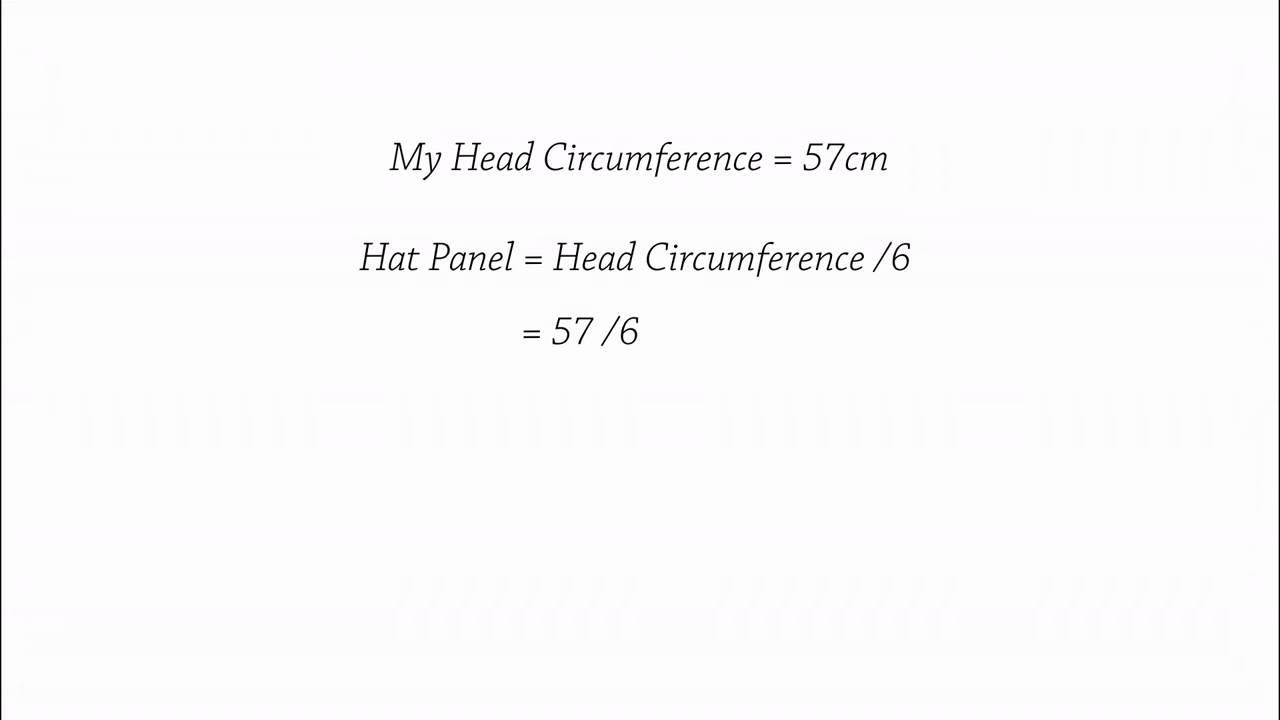 My Head Circumference = 57cm
Hat Panel = Head Circumference /6
= 57 /6